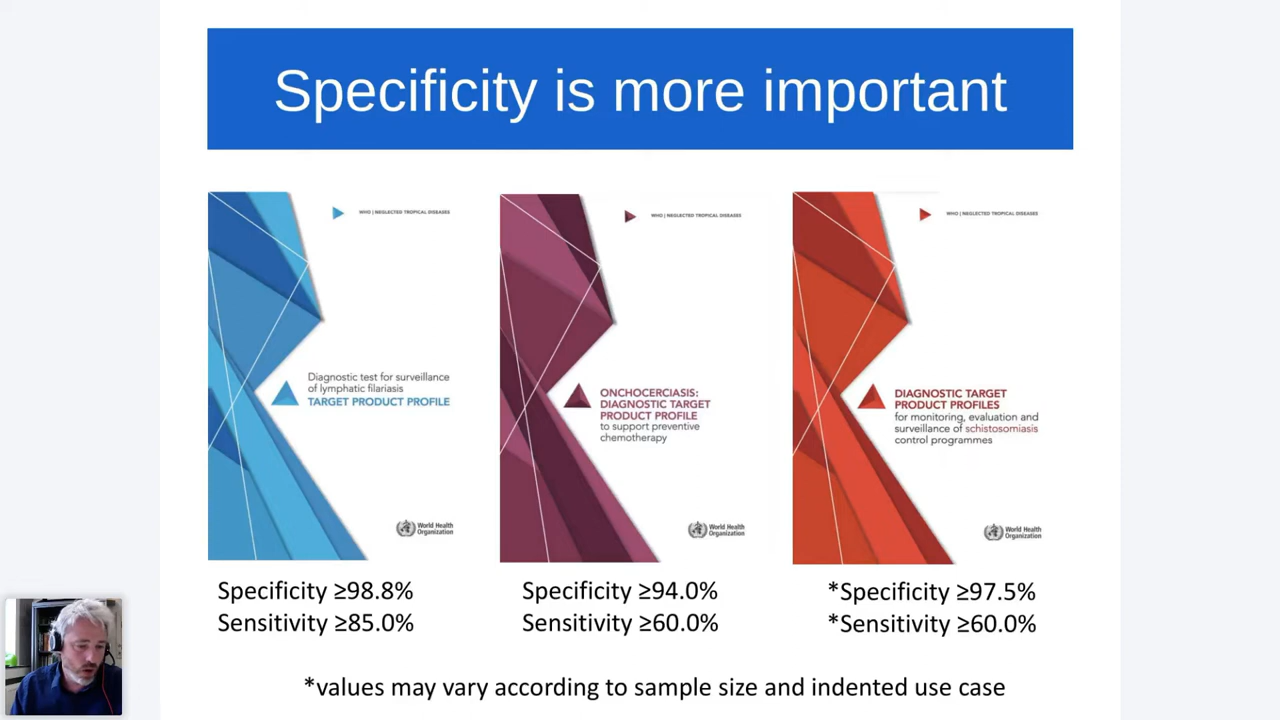 Specificity is more important
WHO | NEGLECTED TROPICAL DISEASES
Diagnostic test for surveillance
of lymphatic filariasis
TARGET PRODUCT PROFILE
World Health
Organization
Specificity ≥98.8%
Sensitivity ≥85.0%
WHO | NEGLECTED TROPICAL DISEASES
ONCHOCERCIASIS:
DIAGNOSTIC TARGET
PRODUCT PROFILE
to support preventive
chemotherapy
World Health
Organization
Specificity ≥94.0%
Sensitivity ≥60.0%
WHO | NEGLECTED TROPICAL DISEASES
DIAGNOSTIC TARGET
PRODUCT PROFILES
for monitoring, evaluation and
surveillance of schistosomiasis
control programmes
World Health
Organization
*Specificity ≥97.5%
*Sensitivity ≥60.0%
*values may vary according to sample size and indented use case